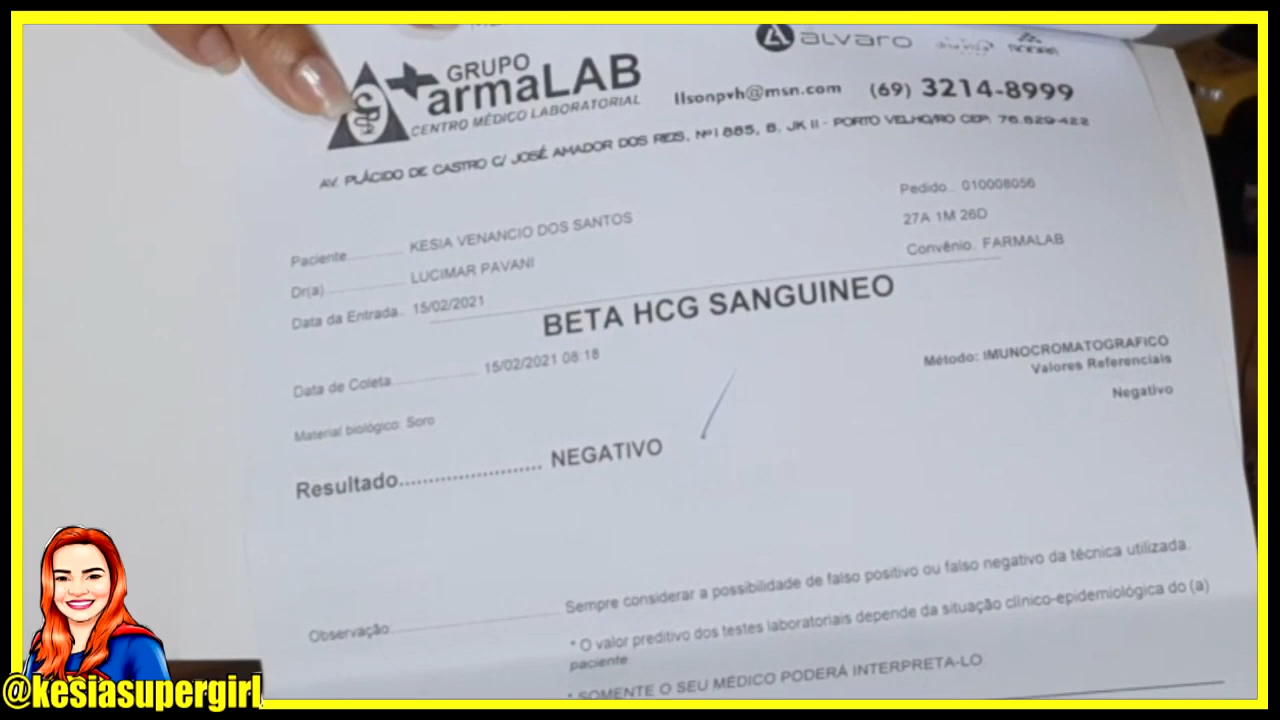 GRUPO
FarmaLAB
CENTRO MÉDICO LABORATORIAL
álvaro
llsonpvh@msn.com (69) 3214-8999
AV. PLÁCIDO DE CASTRO C/ JOSÉ AMADOR DOS REIS, Nº1885, B. JK II - PORTO VELHO/RO CEP: 76.829-422
Paciente.......... KESIA VENANCIO DOS SANTOS
Pedido.. 010008056
Dr(a).............. LUCIMAR PAVANI
27A 1M 26D
Data da Entrada.. 15/02/2021
Convênio. FARMALAB
BETA HCG SANGUINEO
Data de Coleta.................... 15/02/2021 08:18
Método: IMUNOCROMATOGRAFICO
Valores Referenciais
Material biológico: Soro
Negativo
Resultado........................ NEGATIVO
Observação.......... Sempre considerar a possibilidade de falso positivo ou falso negativo da técnica utilizada.
* O valor preditivo dos testes laboratoriais depende da situação clínico-epidemiológica do (a)
paciente
* SOMENTE O SEU MÉDICO PODERÁ INTERPRETA-LO
@kesiasupergirl